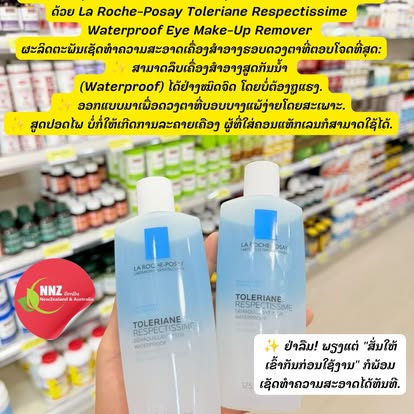 ດ້ວຍ La Roche-Posay Toleriane Respectissime
Waterproof Eye Make-Up Remover
ຜະລິດຕະພັນເຊັດທຳຄວາມສະອາດເຄື່ອງສຳອາງຮອບດວງຕາທີ່ຕອບໂຈດທີ່ສຸດ:
✨ ສາມາດລຶບເຄື່ອງສຳອາງສູດກັນນ້ຳ
(Waterproof) ໄດ້ຢ່າງໝົດຈົດ ໂດຍບໍ່ຕ້ອງຖູແຮງ.
✨ ອອກແບບມາເພື່ອດວງຕາທີ່ບອບບາງແພ້ງ່າຍໂດຍສະເພາະ.
✨ ສູດປອດໄພ ບໍ່ກໍ່ໃຫ້ເກີດການລະຄາຍເຄືອງ ຜູ້ທີ່ໃສ່ຄອນແທັກເລນກໍສາມາດໃຊ້ໄດ້.
LA ROCHE-POSAY
LABORATOIRE DERMATOLOGIQUE
TOLERIANE
RESPECTISSIME
DÉMAQUILLANT YEUX
WATERPROOF
LA ROCHE-POSAY
LABORATOIRE DERMATOLOGIQUE
TOLERIANE
RESPECTISSIME
DÉMAQUILLANT YEUX
WATERPROOF
NNZ
NewZealand & Australia
✨ ຢ່າລືມ! ພຽງແຕ່ "ສັ່ນໃຫ້
ເຂົ້າກັນກ່ອນໃຊ້ງານ" ກໍພ້ອມ
ເຊັດທຳຄວາມສະອາດໄດ້ທັນທີ.